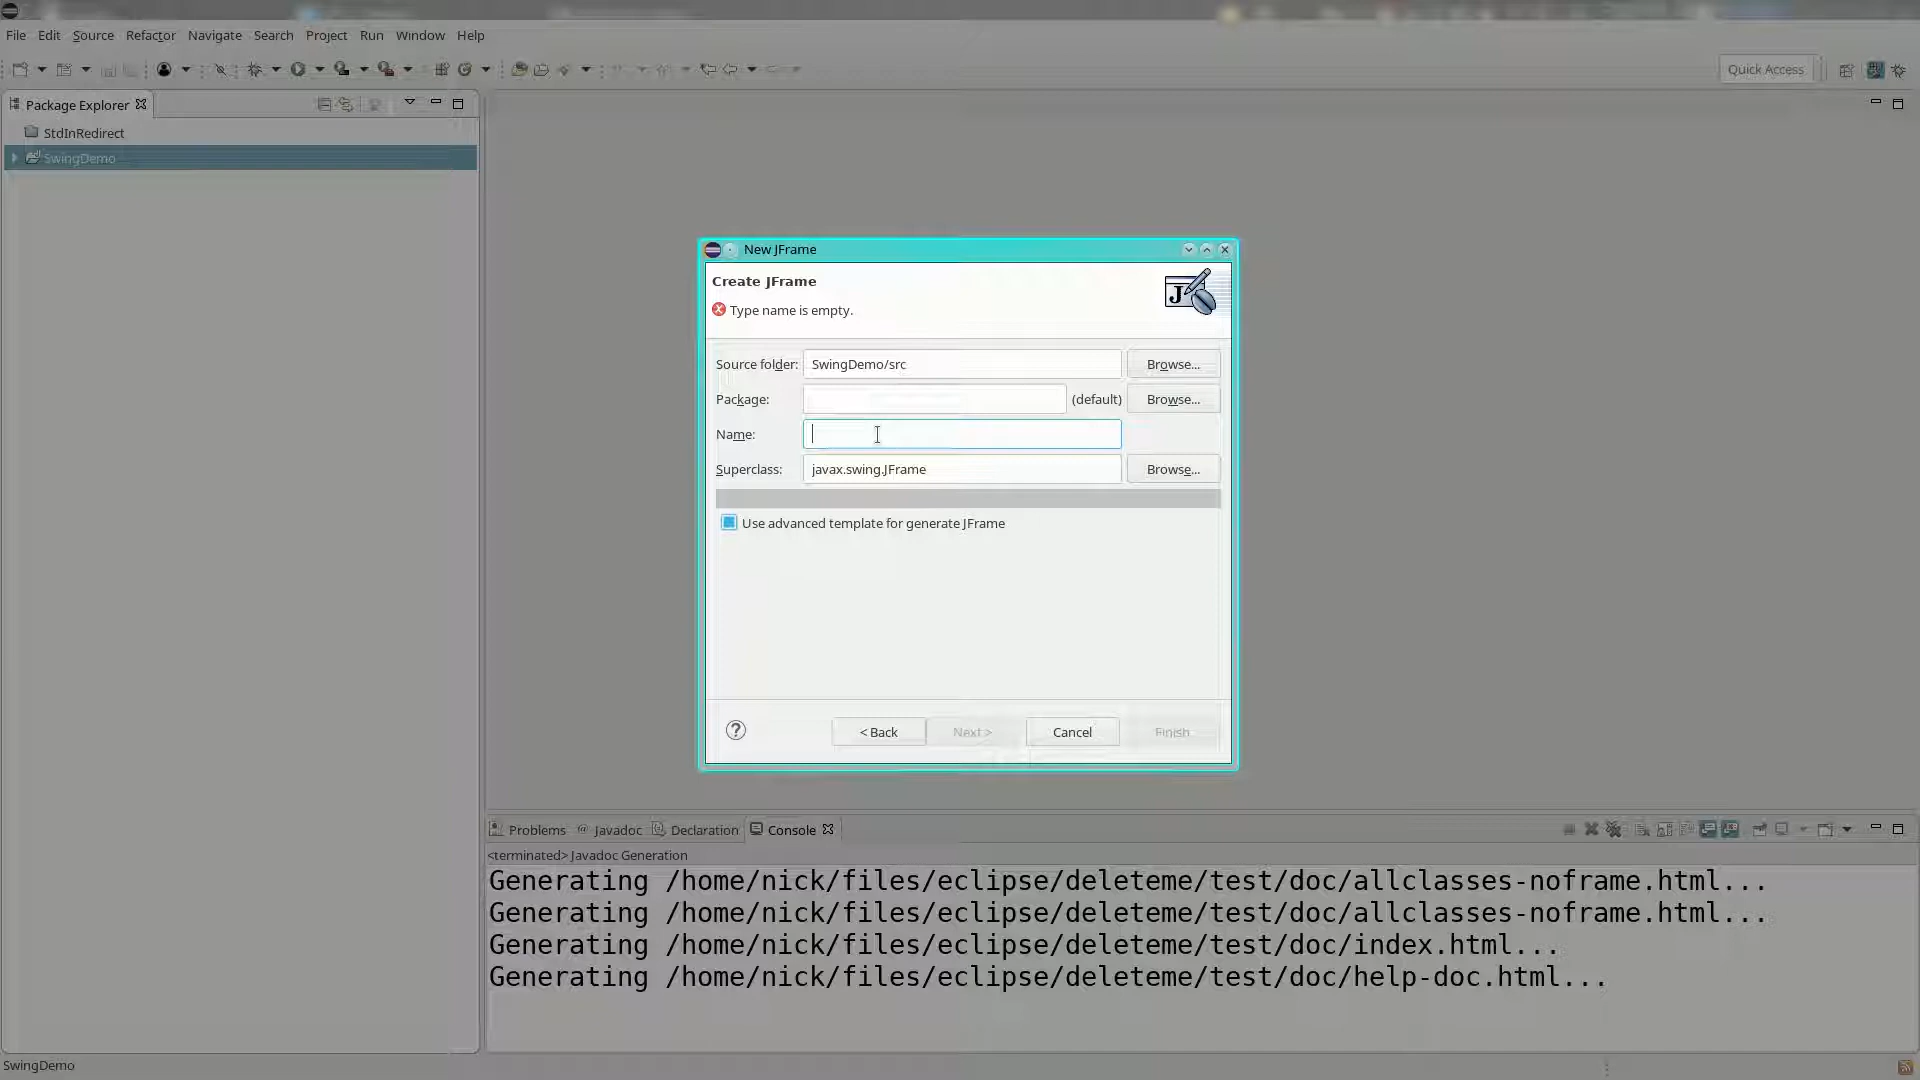 File Edit Source Refactor Navigate Search Project Run Window Help
Quick Access
Package Explorer
StdInRedirect
SwingDemo
New JFrame
Create JFrame
Type name is empty.
Source folder: SwingDemo/src Browse...
Package: (default) Browse...
Name:
Superclass: javax.swing.JFrame Browse...
Use advanced template for generate JFrame
? < Back Next > Cancel Finish
Problems @ Javadoc Declaration Console
<terminated> Javadoc Generation
Generating /home/nick/files/eclipse/deleteme/test/doc/allclasses-noframe.html...
Generating /home/nick/files/eclipse/deleteme/test/doc/allclasses-noframe.html...
Generating /home/nick/files/eclipse/deleteme/test/doc/index.html...
Generating /home/nick/files/eclipse/deleteme/test/doc/help-doc.html...
SwingDemo